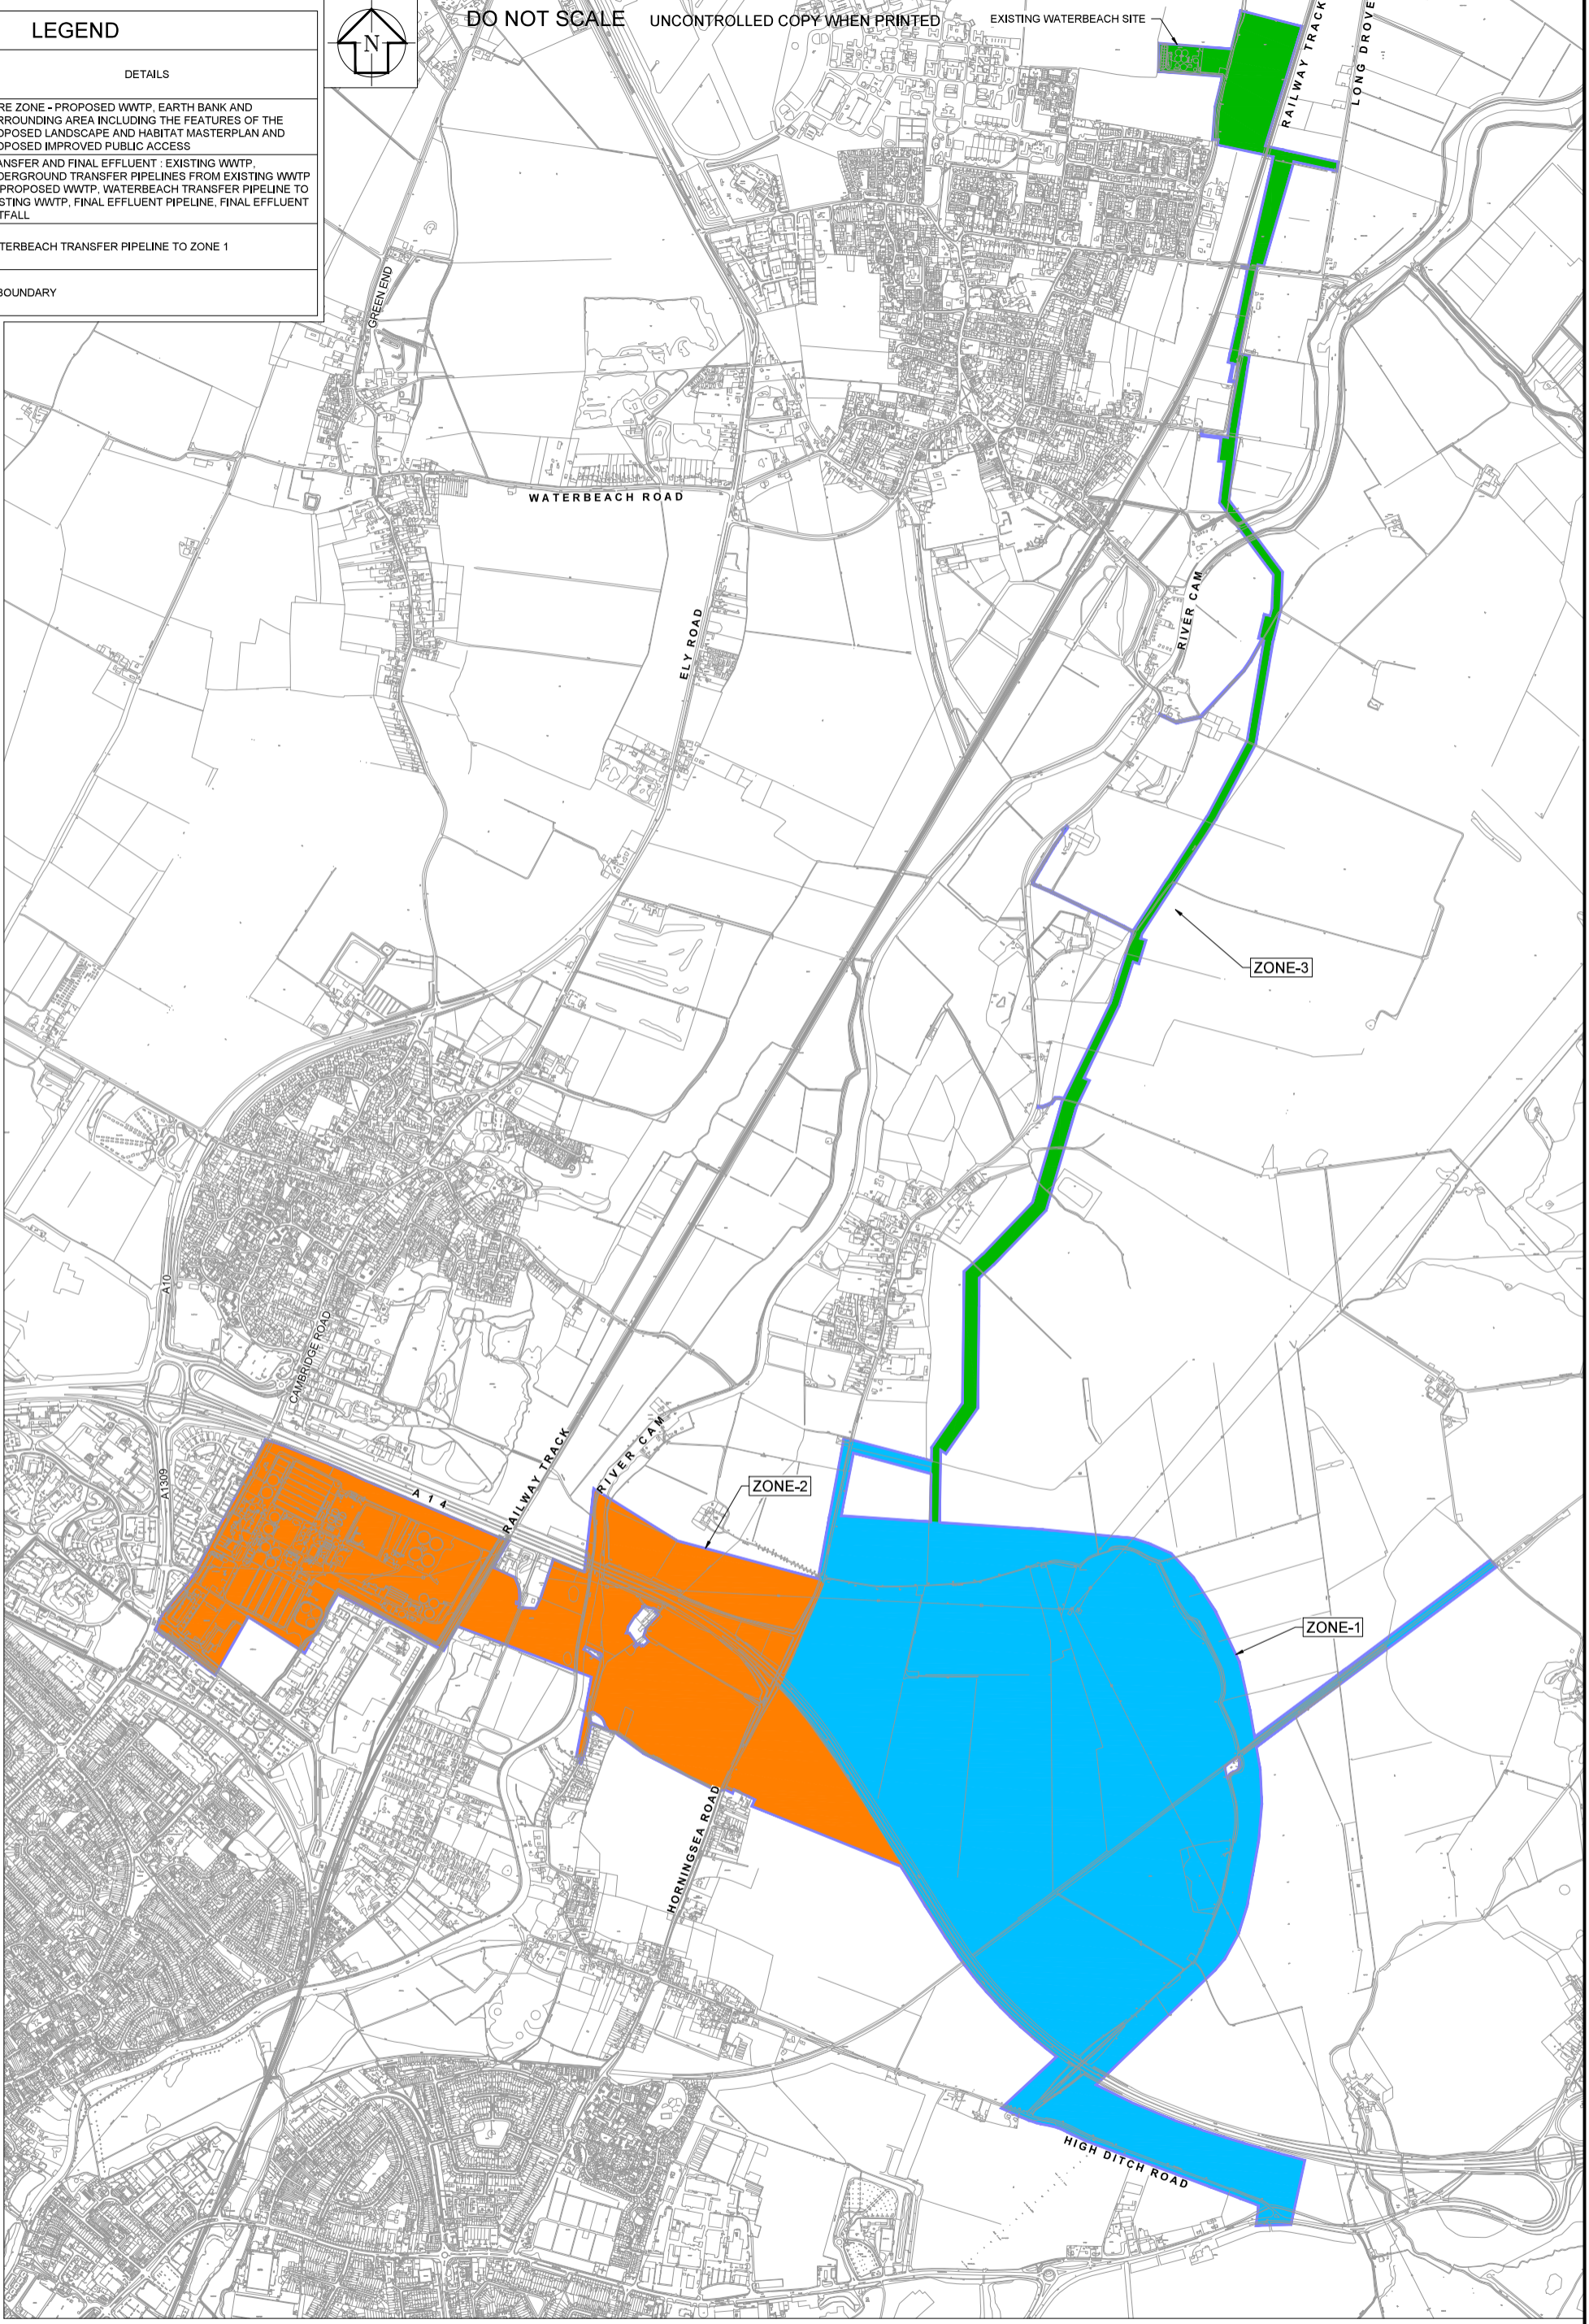 LEGEND
DETAILS
RE ZONE - PROPOSED WWTP, EARTH BANK AND
RROUNDING AREA INCLUDING THE FEATURES OF THE
OPOSED LANDSCAPE AND HABITAT MASTERPLAN AND
OPOSED IMPROVED PUBLIC ACCESS
ANSFER AND FINAL EFFLUENT : EXISTING WWTP,
DERGROUND TRANSFER PIPELINES FROM EXISTING WWTP
PROPOSED WWTP, WATERBEACH TRANSFER PIPELINE TO
ISTING WWTP, FINAL EFFLUENT PIPELINE, FINAL EFFLUENT
TFALL
TERBEACH TRANSFER PIPELINE TO ZONE 1
BOUNDARY
N
DO NOT SCALE
UNCONTROLLED COPY WHEN PRINTED
EXISTING WATERBEACH SITE
RAILWAY TRACK
LONG DROVE
GREEN END
WATERBEACH ROAD
ELY ROAD
RIVER CAM
ZONE-3
A10
CAMBRIDGE ROAD
A1309
A14
RAILWAY TRACK
RIVER CAM
ZONE-2
ZONE-1
HORNINGSEA ROAD
HIGH DITCH ROAD